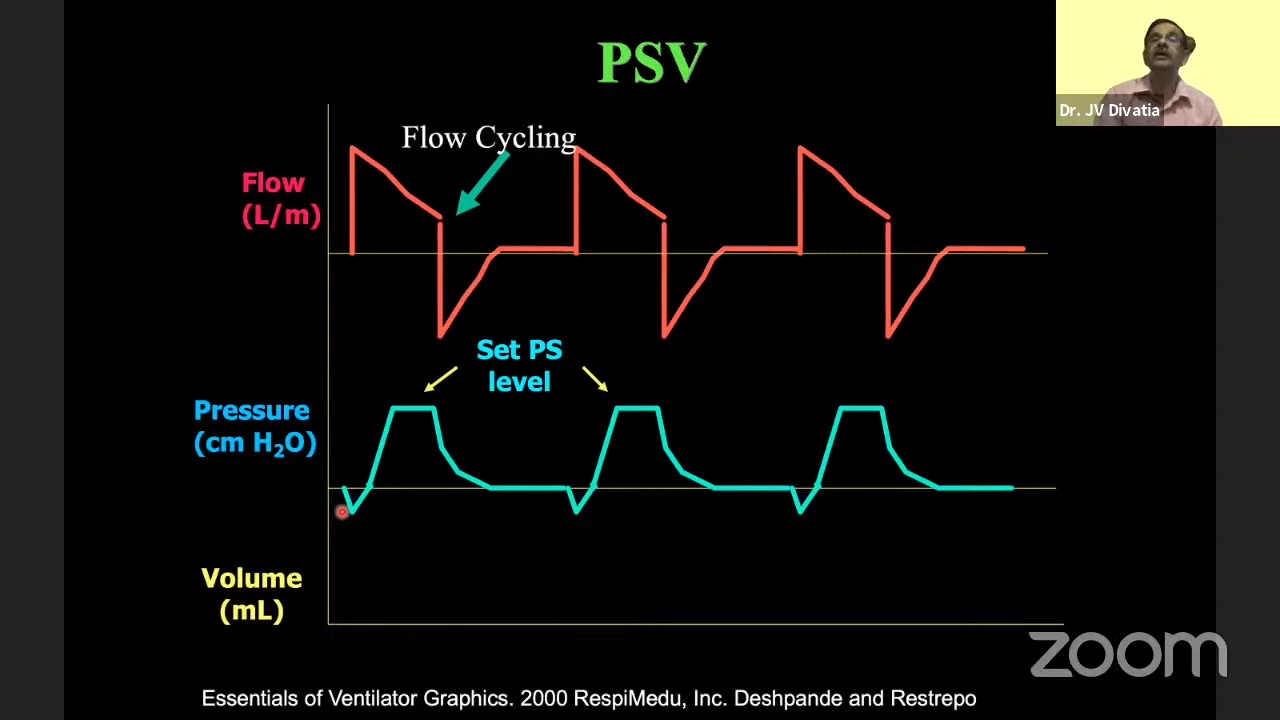 PSV
Dr. JV Divatia
Flow Cycling
Flow
(L/m)
Set PS
level
Pressure
(cm H₂O)
Volume
(mL)
zoom
Essentials of Ventilator Graphics. 2000 RespiMedu, Inc. Deshpande and Restrepo